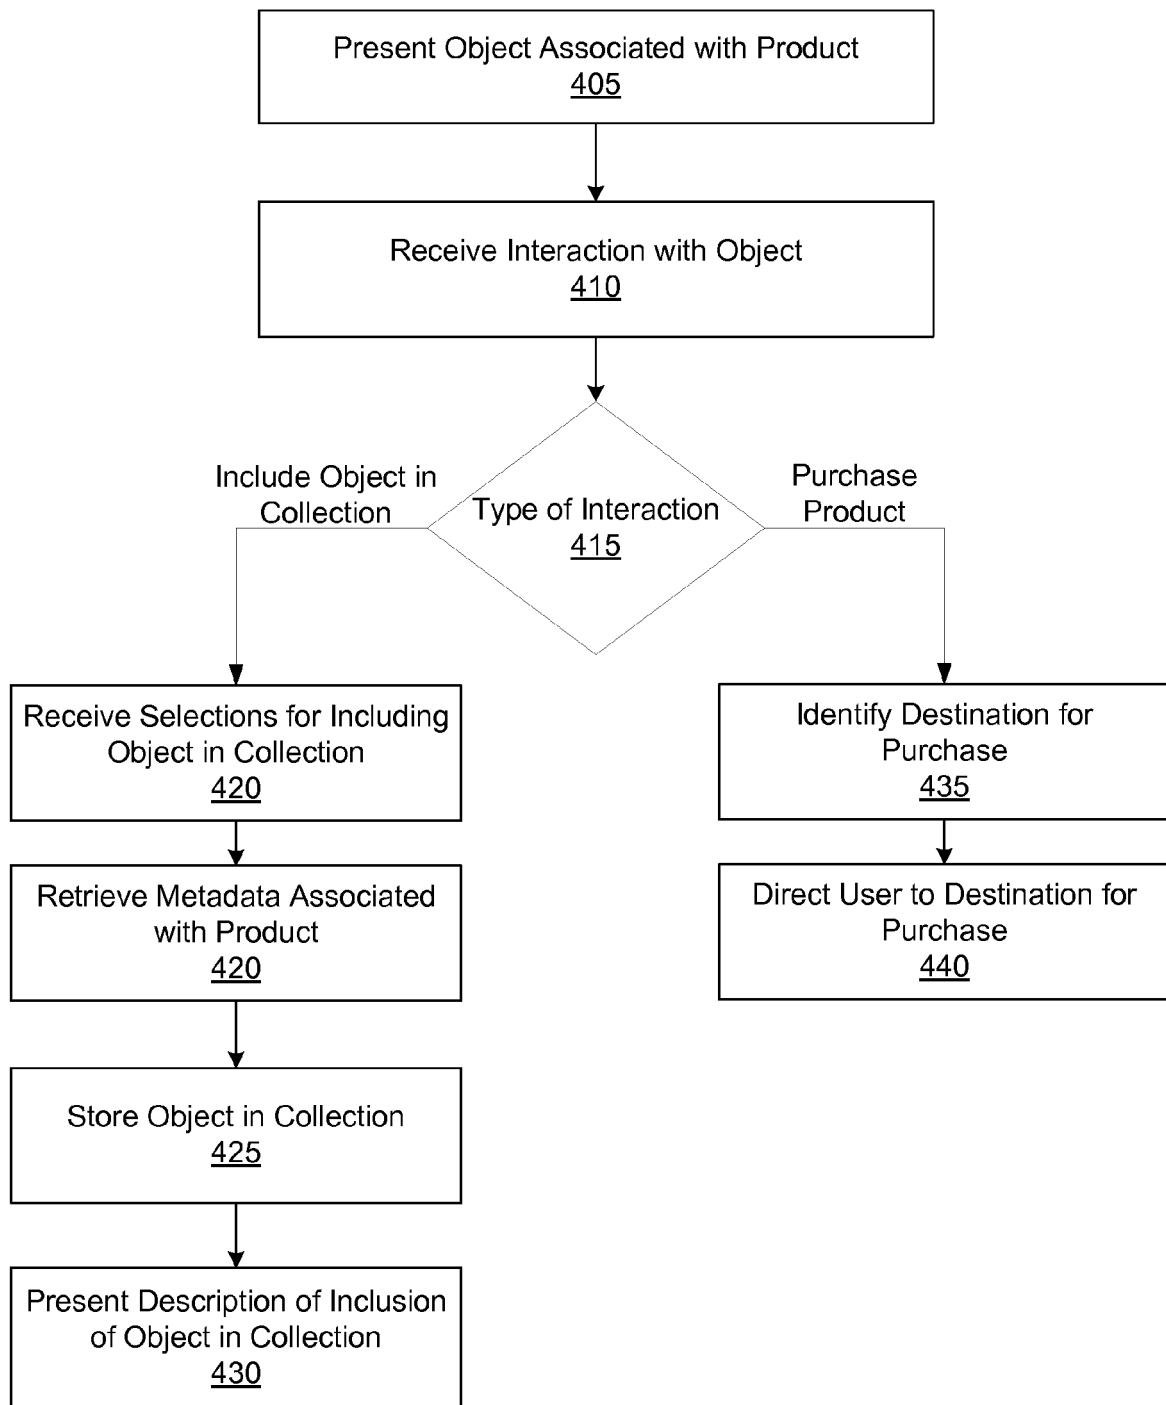 Present Object Associated with Product
405
Receive Interaction with Object
410
Include Object in
Collection
Type of Interaction
415
Purchase
Product
Receive Selections for Including
Object in Collection
420
Retrieve Metadata Associated
with Product
420
Store Object in Collection
425
Present Description of Inclusion
of Object in Collection
430
Identify Destination for
Purchase
435
Direct User to Destination for
Purchase
440